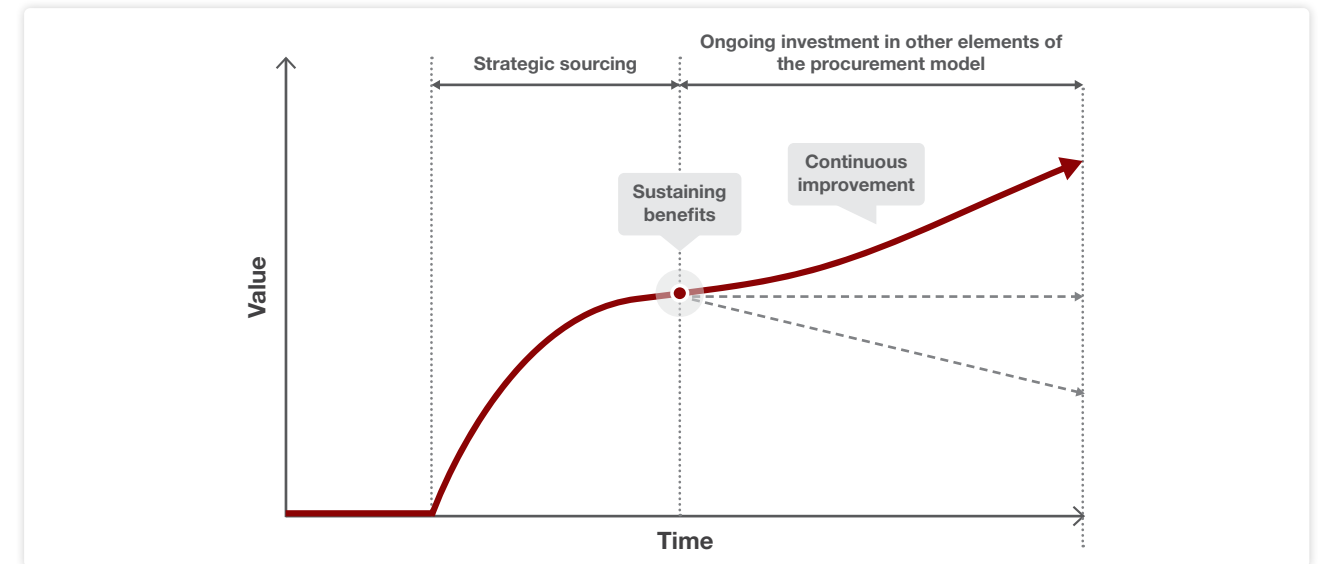 Strategic sourcing
Ongoing investment in other elements of
the procurement model
Continuous
improvement
Sustaining
benefits
Value
Time